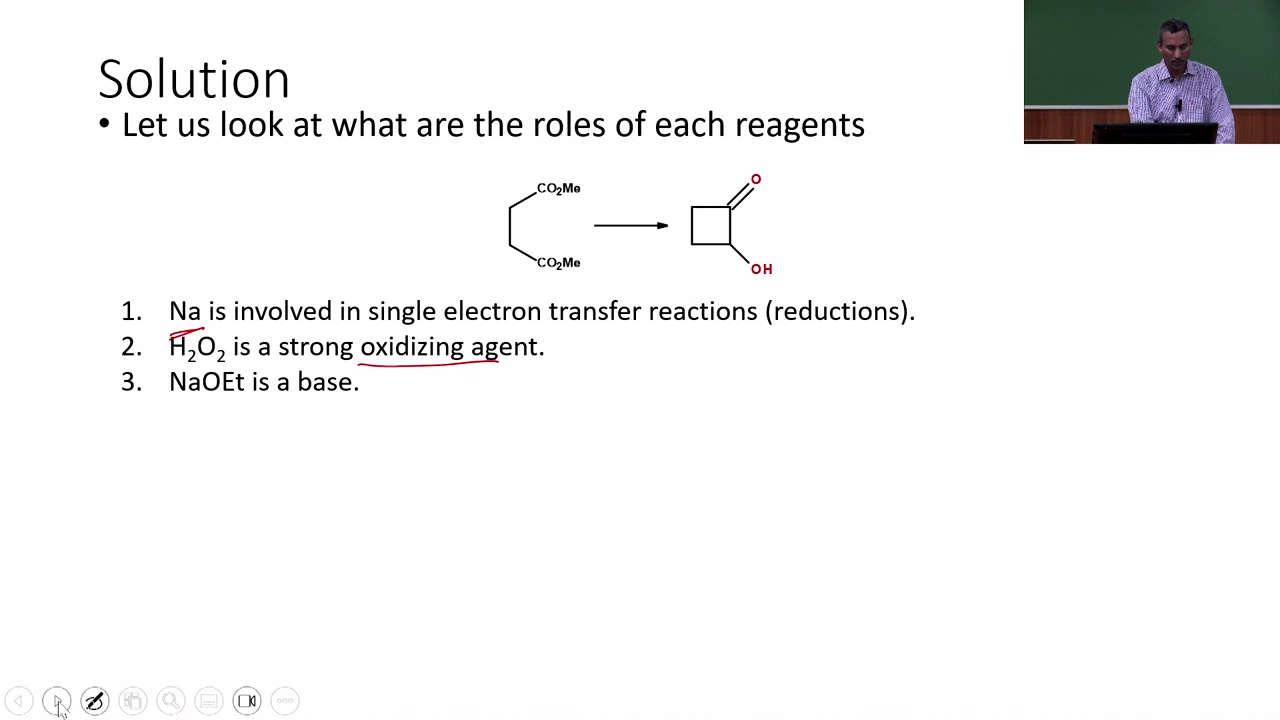 Solution
• Let us look at what are the roles of each reagents
CO2Me
O
CO2Me
OH
1. Na is involved in single electron transfer reactions (reductions).
2. H2O2 is a strong oxidizing agent.
3. NaOEt is a base.